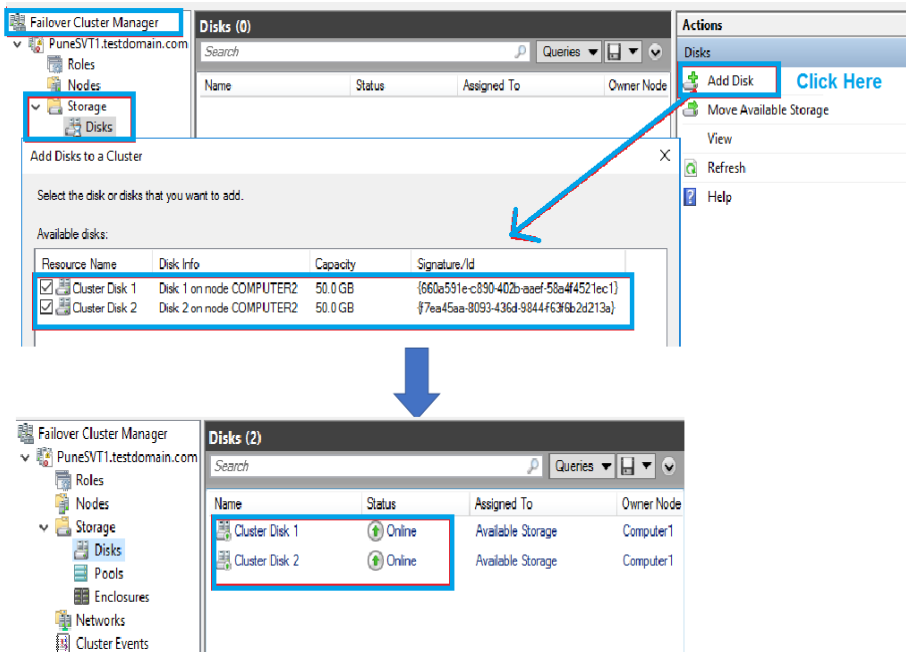 Failover Cluster Manager
PuneSVT1.testdomain.com
Roles
Nodes
Storage
Disks
Disks (0)
Search
Queries
Name Status Assigned To Owner Node
Actions
Disks
Add Disk Click Here
Move Available Storage
View
Refresh
Help
Add Disks to a Cluster
Select the disk or disks that you want to add.
Available disks:
Resource Name Disk Info Capacity Signature/Id
Cluster Disk 1 Disk 1 on node COMPUTER2 50.0 GB {660a591e-c890-402b-aaef-58a4f4521ec1}
Cluster Disk 2 Disk 2 on node COMPUTER2 50.0 GB {f7ea45aa-8093-436d-9844-f63f6b2d213a}
Failover Cluster Manager
PuneSVT1.testdomain.com
Roles
Nodes
Storage
Disks
Pools
Enclosures
Networks
Cluster Events
Disks (2)
Search
Queries
Name Status Assigned To Owner Node
Cluster Disk 1 Online Available Storage Computer1
Cluster Disk 2 Online Available Storage Computer1